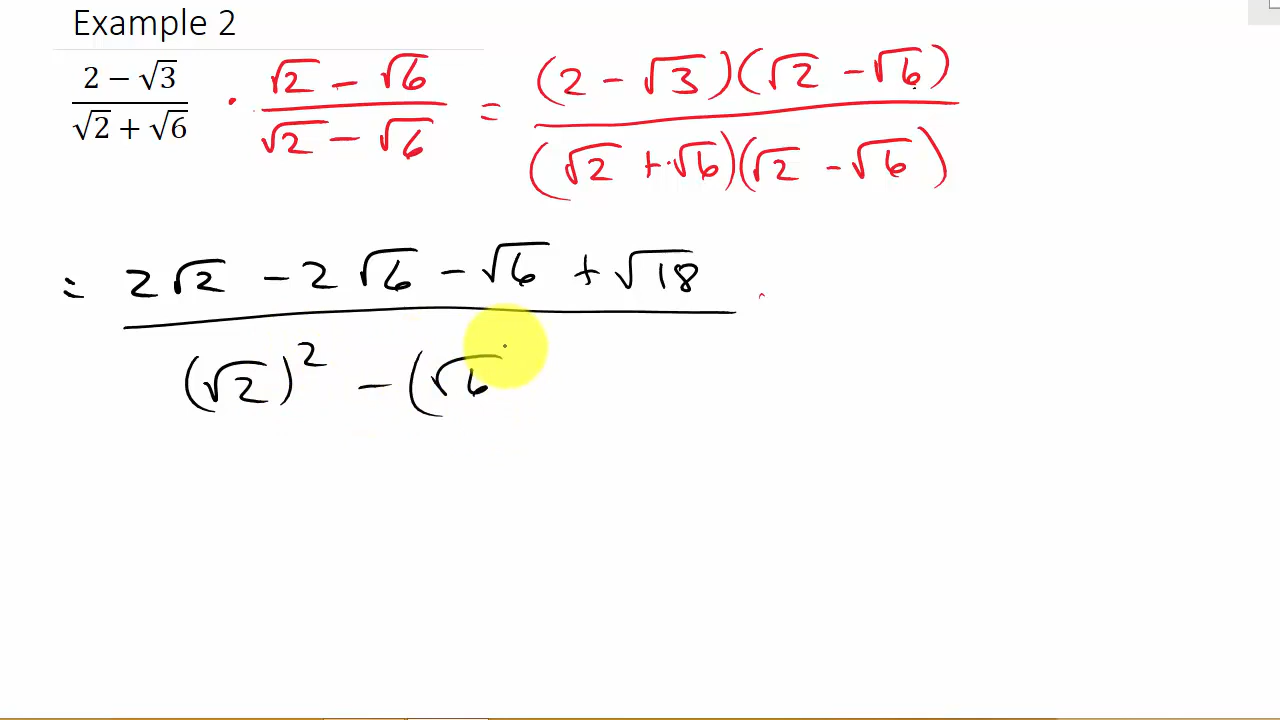 Example 2
(2 − √3)/(√2 + √6) · (√2 − √6)/(√2 − √6) = ((2 − √3)(√2 − √6))/((√2 + √6)(√2 − √6))
= (2√2 − 2√6 − √6 + √18)/((√2)² − (√6